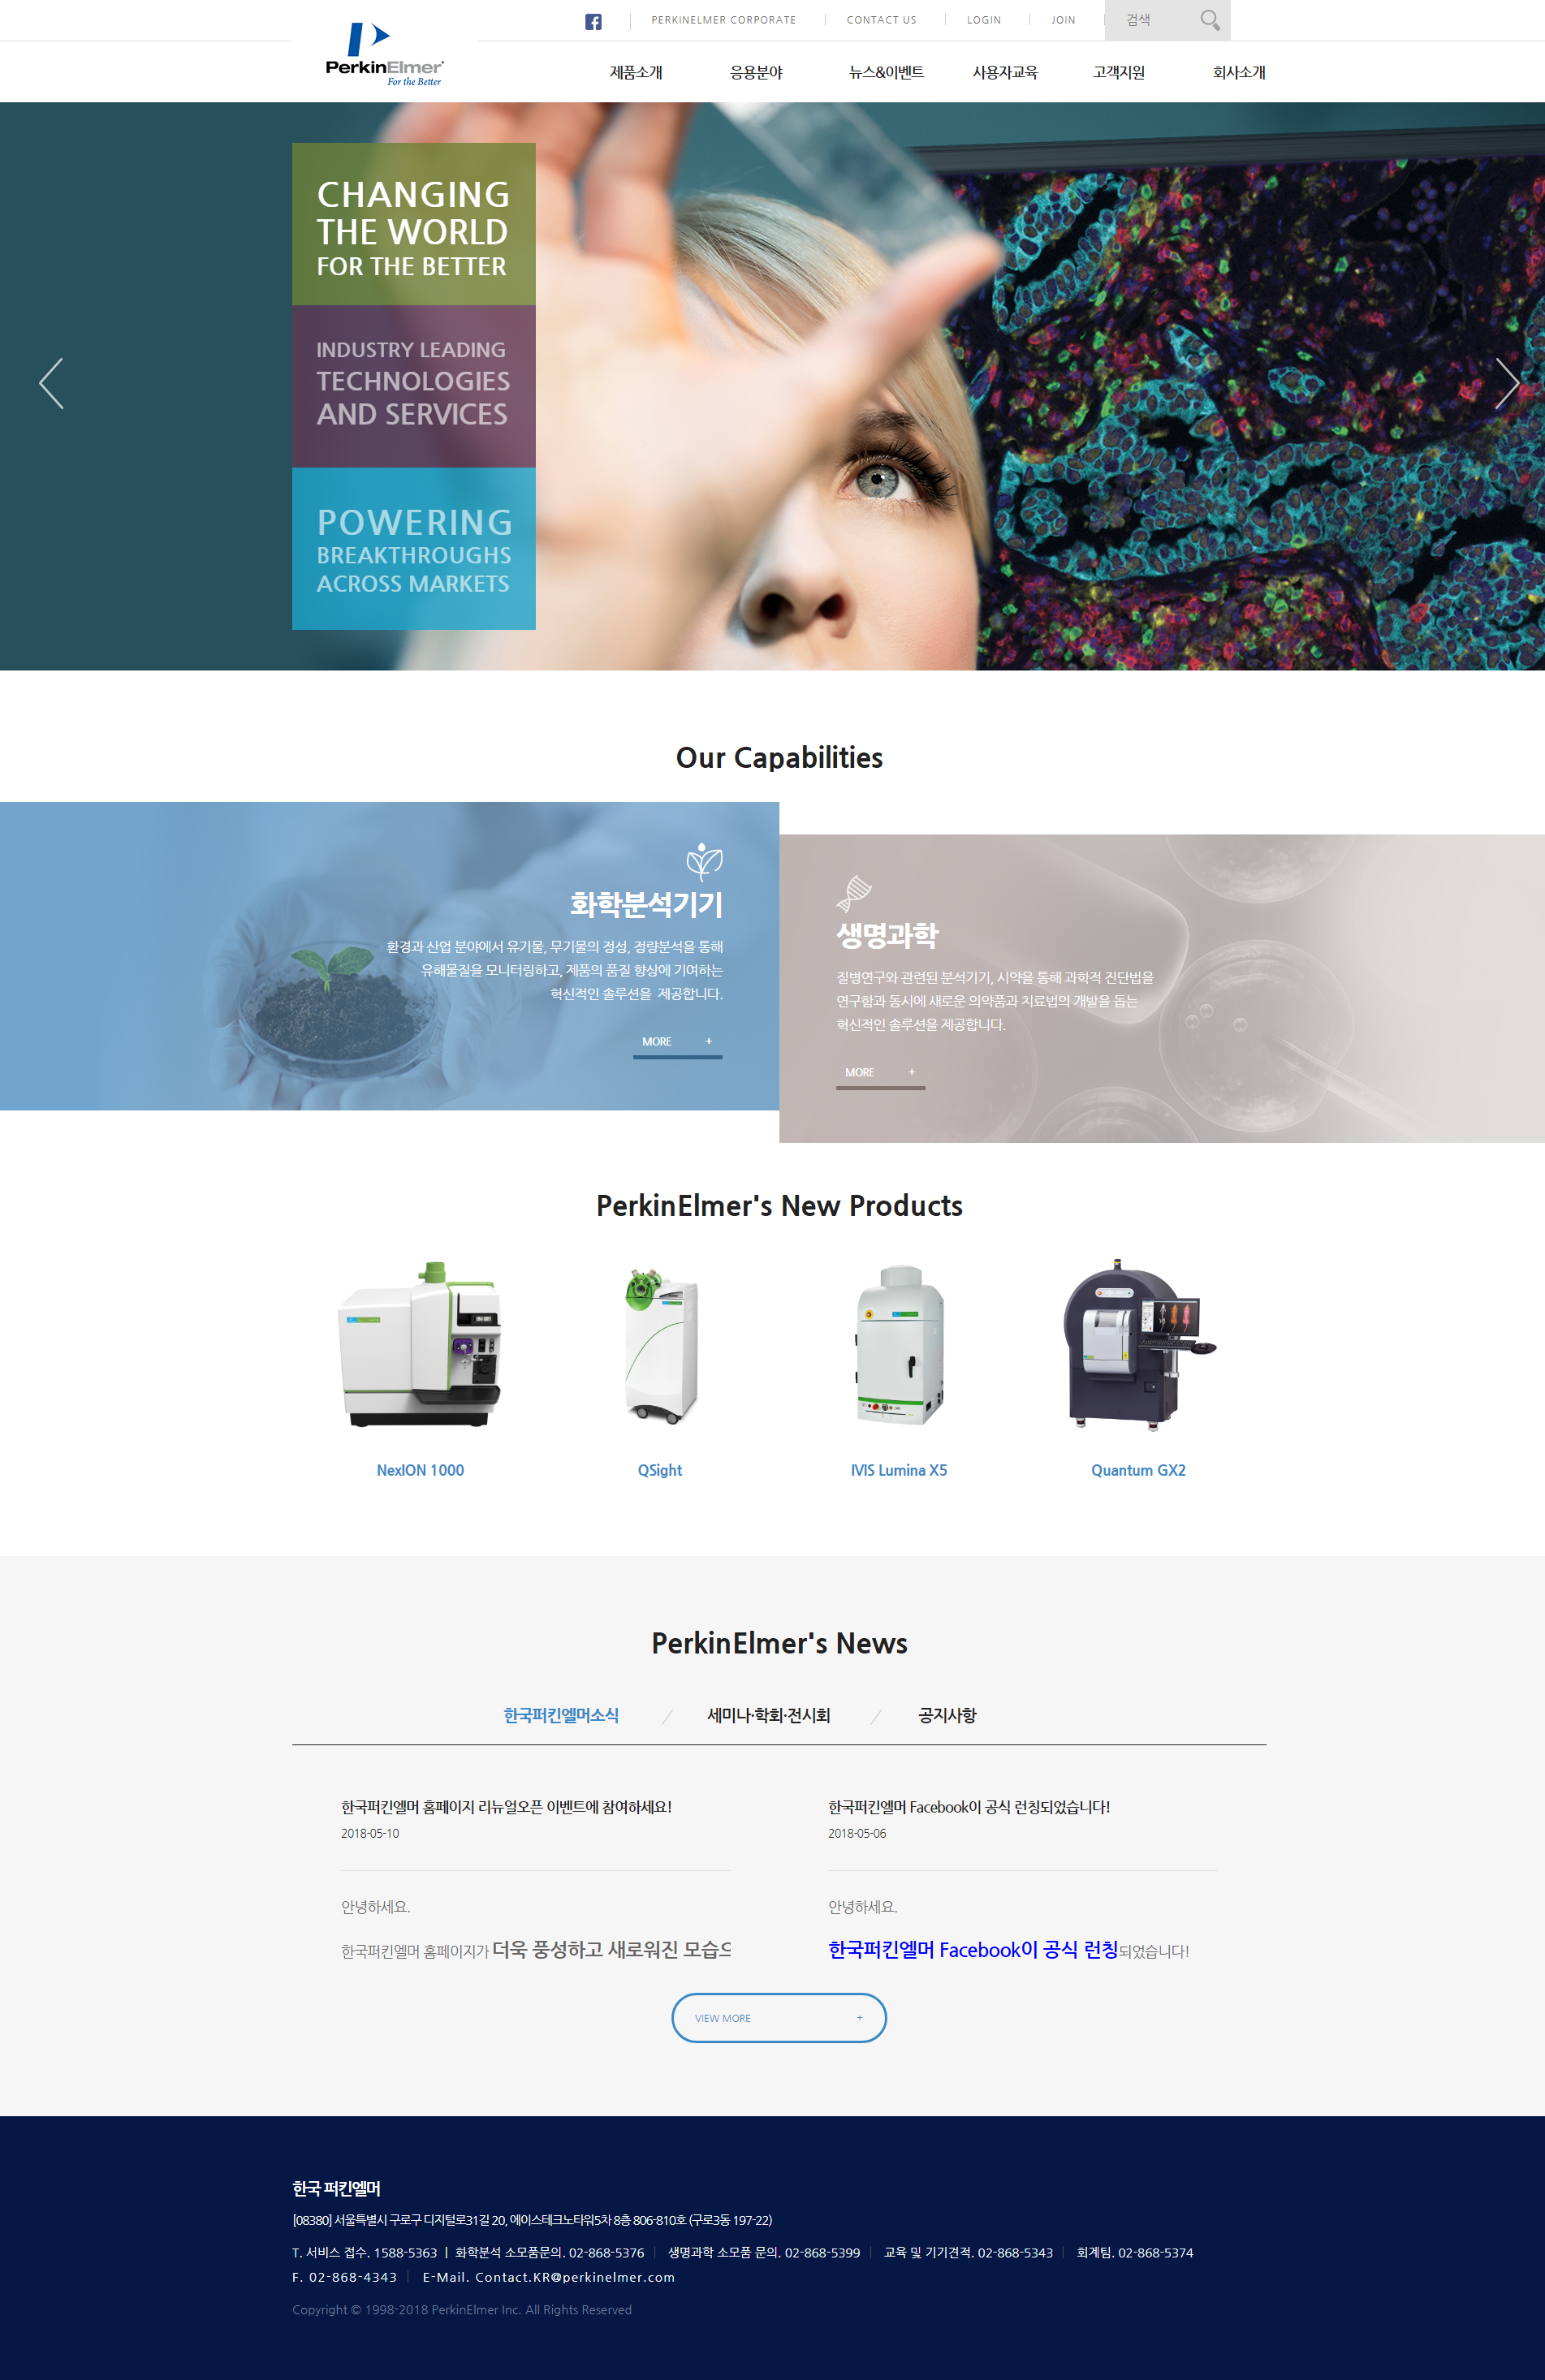 PERKINELMER CORPORATE
CONTACT US
LOGIN
JOIN
검색
PerkinElmer
For the Better
제품소개
응용분야
뉴스&이벤트
사용자교육
고객지원
회사소개
CHANGING
THE WORLD
FOR THE BETTER
INDUSTRY LEADING
TECHNOLOGIES
AND SERVICES
POWERING
BREAKTHROUGHS
ACROSS MARKETS
Our Capabilities
화학분석기기
환경과 산업 분야에서 유기물, 무기물의 정성, 정량분석을 통해
유해물질을 모니터링하고, 제품의 품질 향상에 기여하는
혁신적인 솔루션을 제공합니다.
MORE +
생명과학
질병연구와 관련된 분석기기, 시약을 통해 과학적 진단법을
연구함과 동시에 새로운 의약품과 치료법의 개발을 돕는
혁신적인 솔루션을 제공합니다.
MORE +
PerkinElmer's New Products
NexION 1000
QSight
IVIS Lumina X5
Quantum GX2
PerkinElmer's News
한국퍼킨엘머소식
세미나·학회·전시회
공지사항
한국퍼킨엘머 홈페이지 리뉴얼오픈 이벤트에 참여하세요!
2018-05-10
안녕하세요.
한국퍼킨엘머 홈페이지가 더욱 풍성하고 새로워진 모습으
한국퍼킨엘머 Facebook이 공식 런칭되었습니다!
2018-05-06
안녕하세요.
한국퍼킨엘머 Facebook이 공식 런칭되었습니다!
VIEW MORE +
한국 퍼킨엘머
[08380] 서울특별시 구로구 디지털로31길 20, 에이스테크노타워5차 8층 806-810호 (구로3동 197-22)
T. 서비스 접수. 1588-5363 | 화학분석 소모품문의. 02-868-5376 | 생명과학 소모품 문의. 02-868-5399 | 교육 및 기기견적. 02-868-5343 | 회계팀. 02-868-5374
F. 02-868-4343 | E-Mail. Contact.KR@perkinelmer.com
Copyright © 1998-2018 PerkinElmer Inc. All Rights Reserved